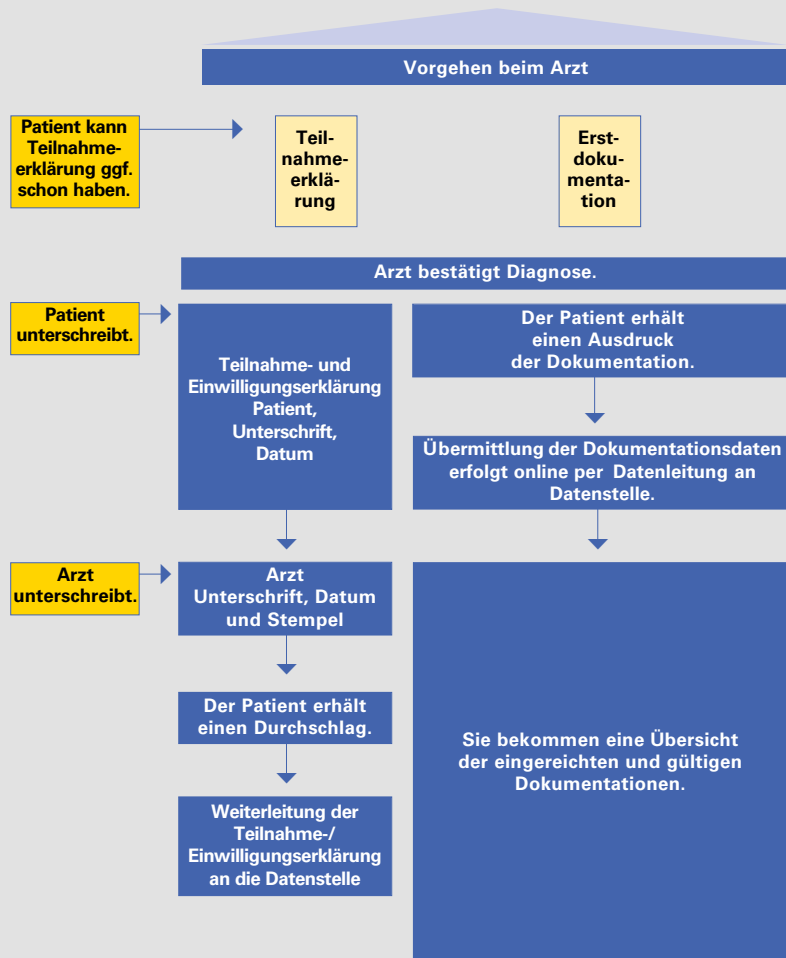 Vorgehen beim Arzt
Patient kann
Teilnahme-
erklärung ggf.
schon haben.
Teil-
nahme-
erklä-
rung
Erst-
doku-
menta-
tion
Arzt bestätigt Diagnose.
Patient
unterschreibt.
Teilnahme- und
Einwilligungserklärung
Patient,
Unterschrift,
Datum
Der Patient erhält
einen Ausdruck
der Dokumentation.
Übermittlung der Dokumentationsdaten
erfolgt online per Datenleitung an
Datenstelle.
Arzt
unterschreibt.
Arzt
Unterschrift, Datum
und Stempel
Der Patient erhält
einen Durchschlag.
Weiterleitung der
Teilnahme-/
Einwilligungserklärung
an die Datenstelle
Sie bekommen eine Übersicht
der eingereichten und gültigen
Dokumentationen.